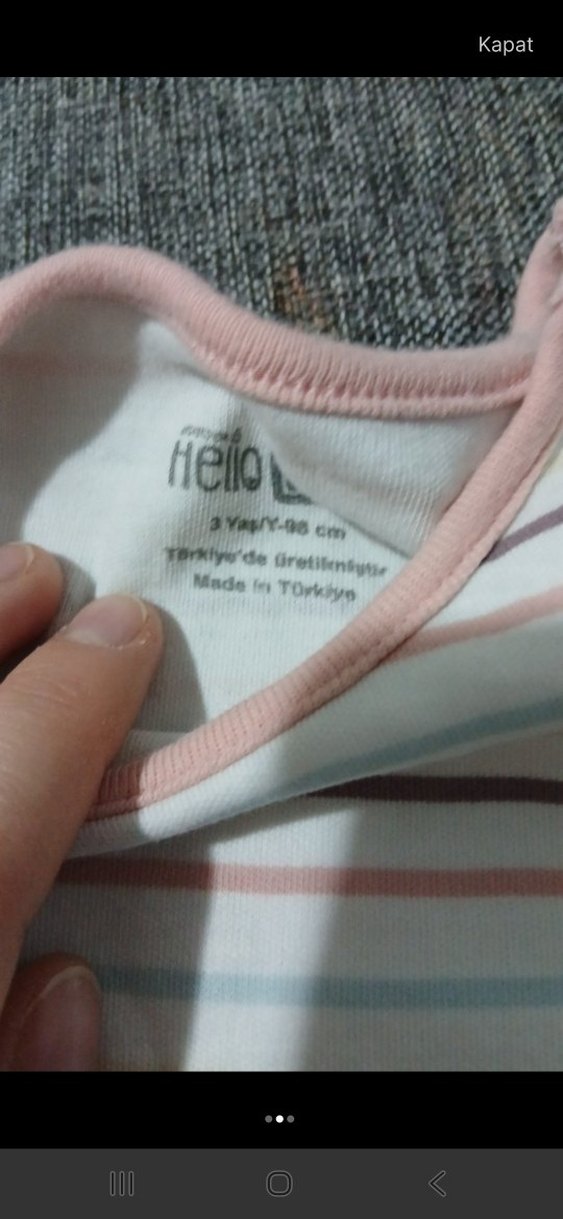 Kapat
Hello
3 Yaş/Y-98 cm
Türkiye'de üretilmiştir
Made in Türkiye